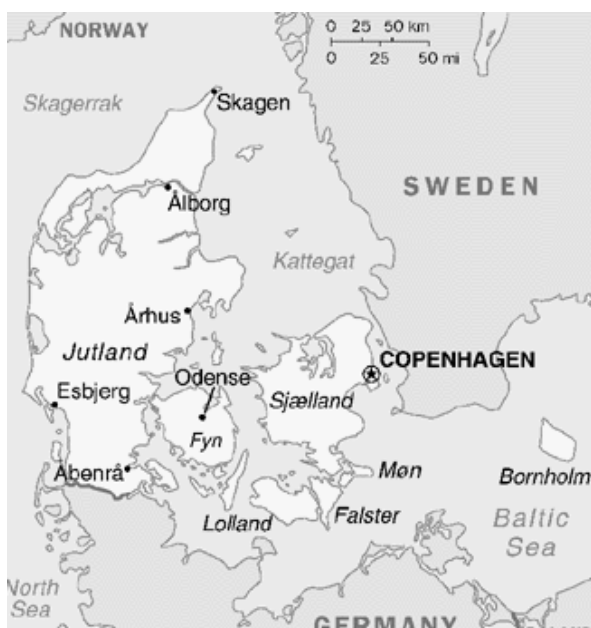 NORWAY
0 25 50 km
0 25 50 mi
Skagerrak
Skagen
SWEDEN
Ålborg
Kattegat
Århus
Jutland
COPENHAGEN
Odense
Esbjerg
Sjælland
Fyn
Åbenrå
Møn
Bornholm
Lolland
Falster
Baltic
Sea
North
Sea
GERMANY